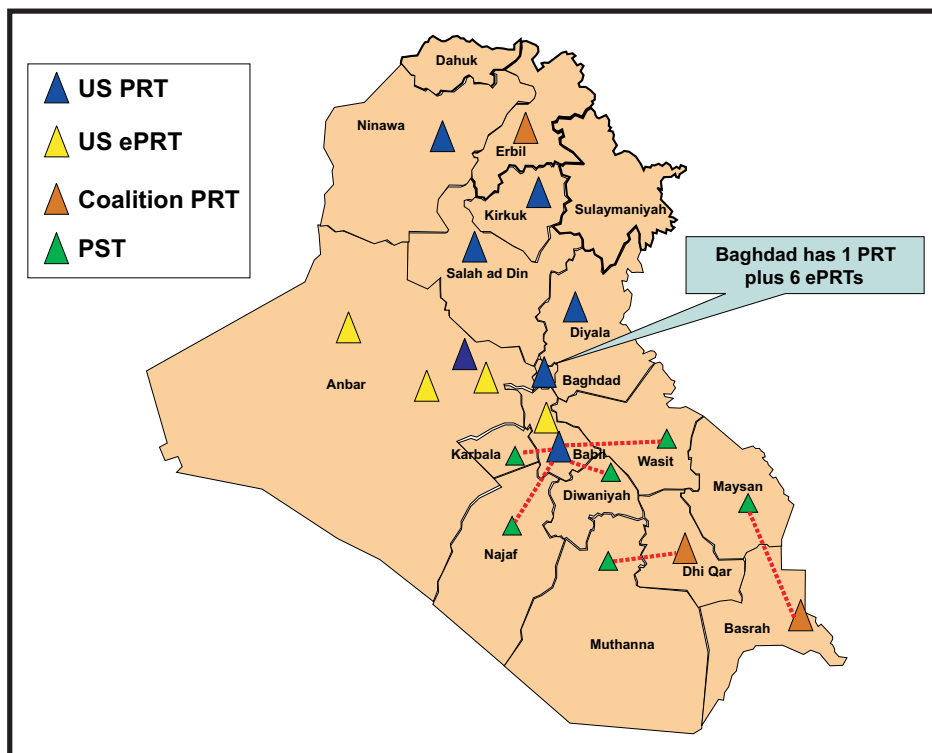 US PRT
US ePRT
Coalition PRT
PST
Dahuk
Ninawa
Erbil
Kirkuk
Sulaymaniyah
Salah ad Din
Baghdad has 1 PRT
plus 6 ePRTs
Diyala
Anbar
Baghdad
Karbala
Babil
Wasit
Diwaniyah
Maysan
Najaf
Dhi Qar
Basrah
Muthanna